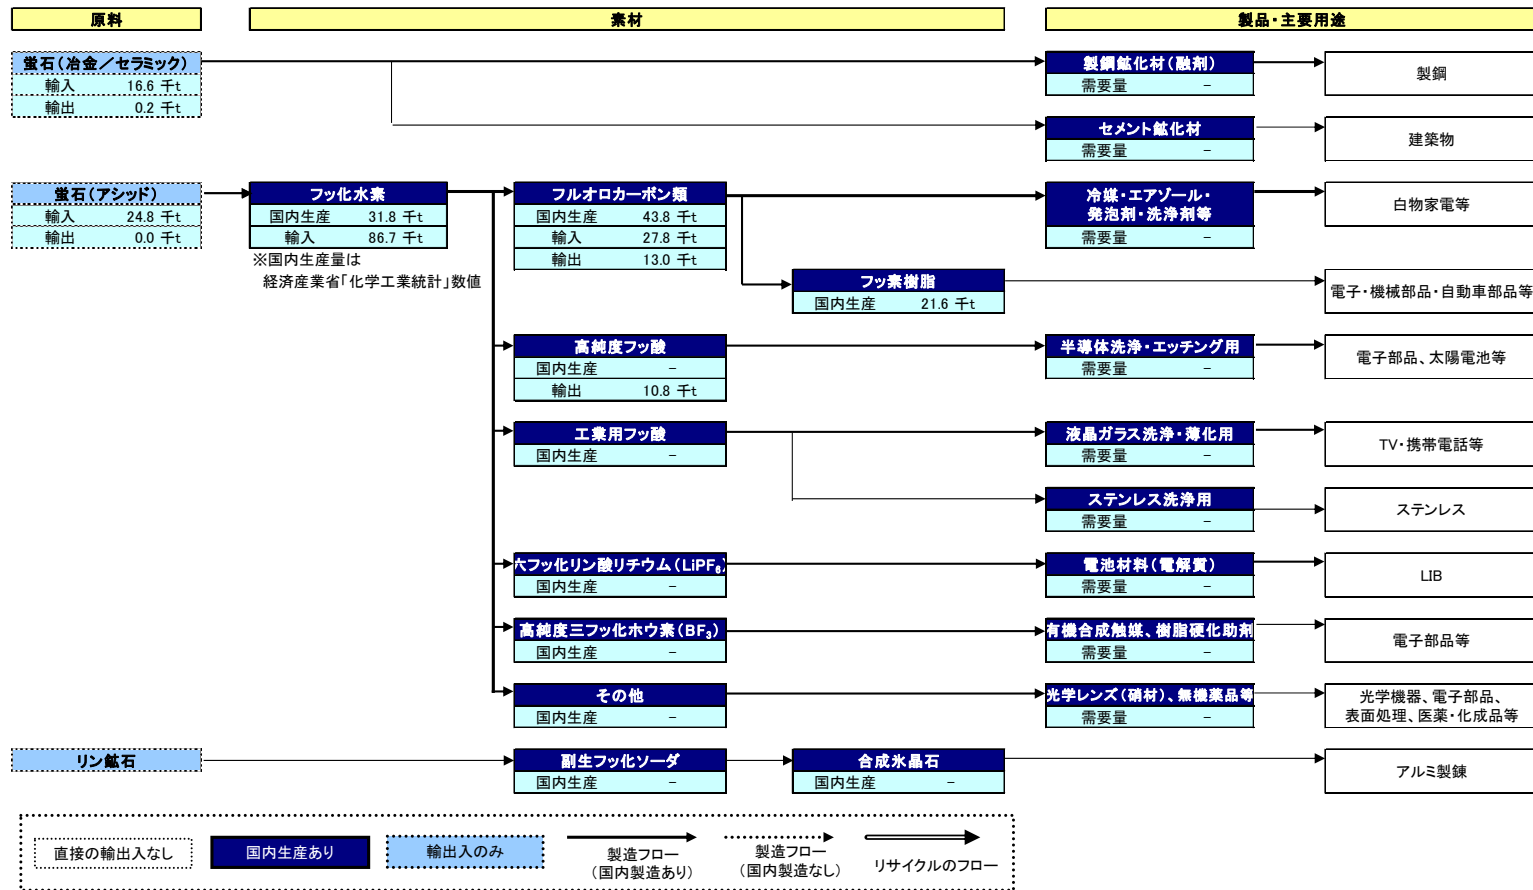 原料
素材
製品・主要用途
蛍石(冶金／セラミック)
輸入 16.6 千t
輸出 0.2 千t
製鋼鉱化材(融剤)
需要量 -
製鋼
セメント鉱化材
需要量 -
建築物
蛍石(アシッド)
輸入 24.8 千t
輸出 0.0 千t
フッ化水素
国内生産 31.8 千t
輸入 86.7 千t
※国内生産量は
経済産業省「化学工業統計」数値
フルオロカーボン類
国内生産 43.8 千t
輸入 27.8 千t
輸出 13.0 千t
冷媒・エアゾール・
発泡剤・洗浄剤等
需要量 -
白物家電等
フッ素樹脂
国内生産 21.6 千t
電子・機械部品・自動車部品等
高純度フッ酸
国内生産 -
輸出 10.8 千t
半導体洗浄・エッチング用
需要量 -
電子部品、太陽電池等
工業用フッ酸
国内生産 -
液晶ガラス洗浄・薄化用
需要量 -
TV・携帯電話等
ステンレス洗浄用
需要量 -
ステンレス
六フッ化リン酸リチウム(LiPF₆)
国内生産 -
電池材料(電解質)
需要量 -
LIB
高純度三フッ化ホウ素(BF₃)
国内生産 -
有機合成触媒、樹脂硬化助剤
需要量 -
電子部品等
その他
国内生産 -
光学レンズ(硝材)、無機薬品等
需要量 -
光学機器、電子部品、
表面処理、医薬・化成品等
リン鉱石
副生フッ化ソーダ
国内生産 -
合成氷晶石
国内生産 -
アルミ製錬
直接の輸出入なし
国内生産あり
輸出入のみ
製造フロー
(国内製造あり)
製造フロー
(国内製造なし)
リサイクルのフロー